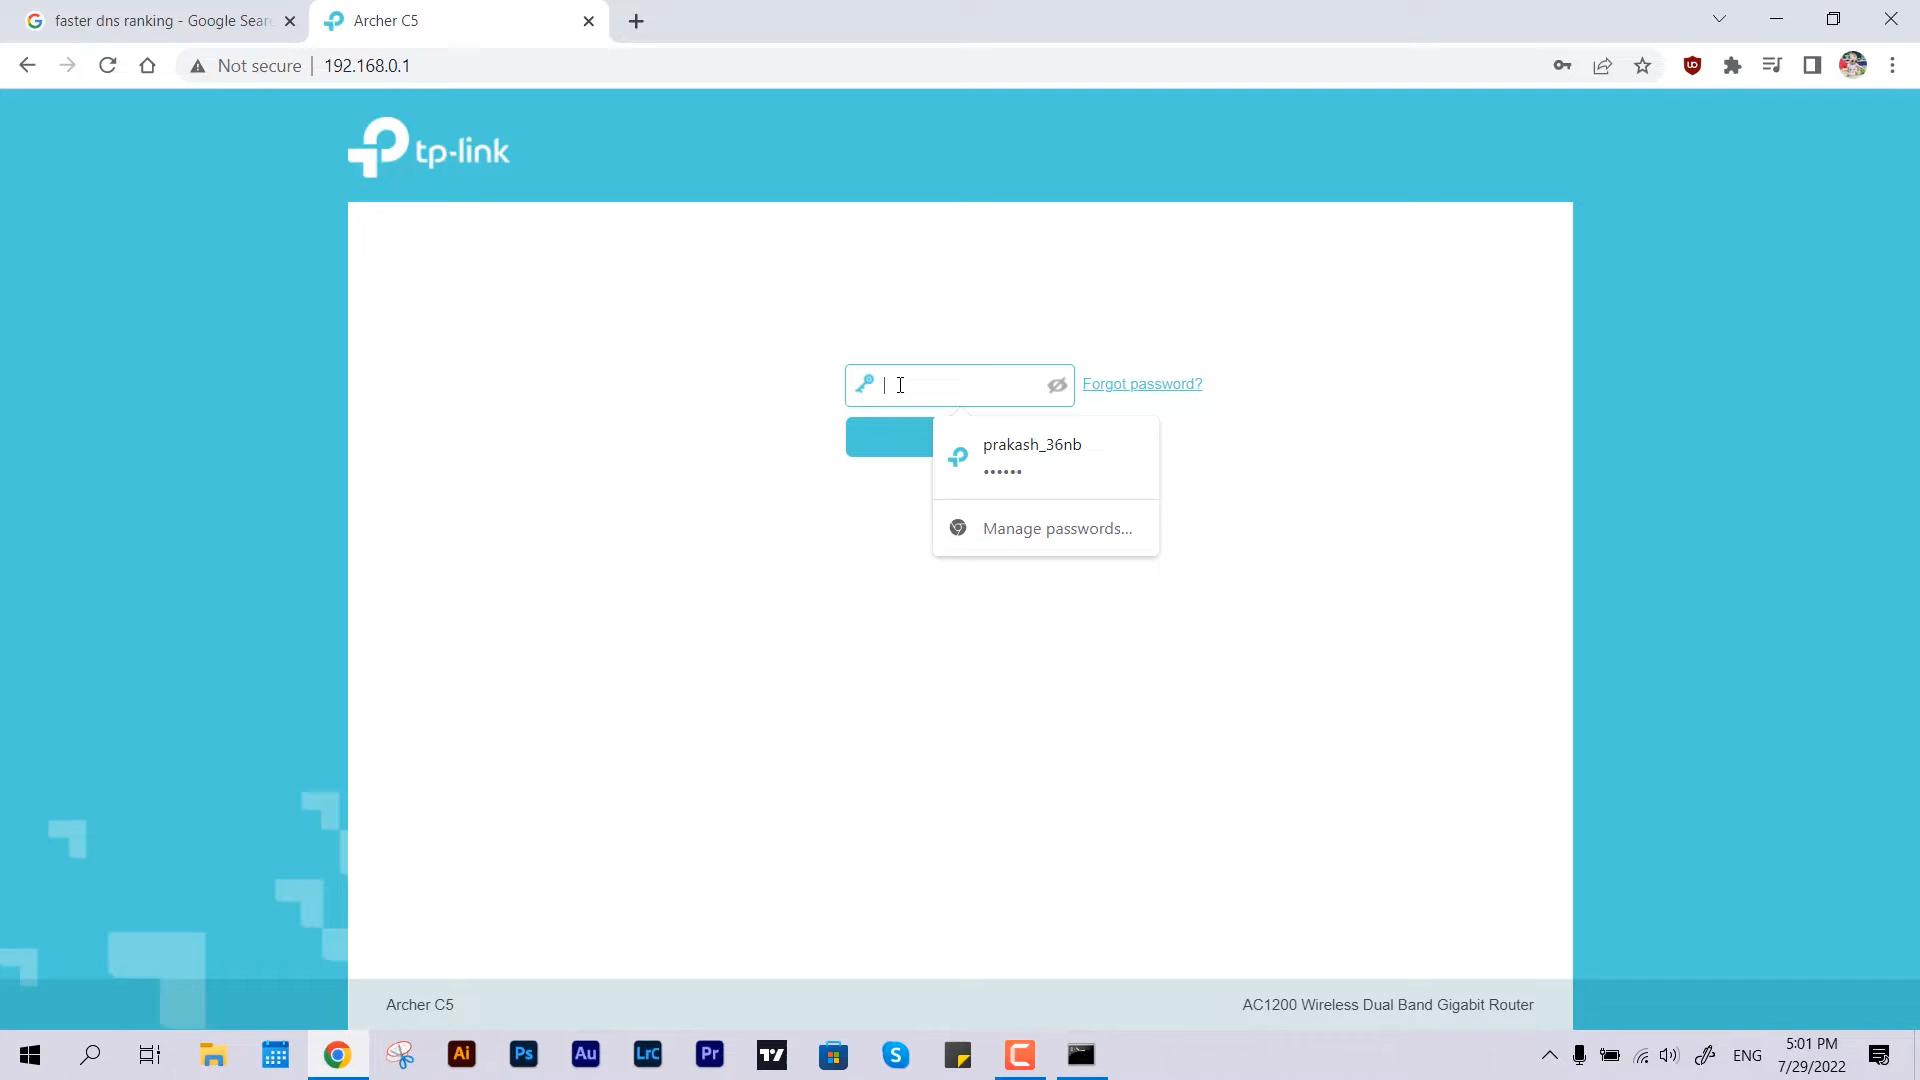 faster dns ranking - Google Sear
Archer C5
Not secure
192.168.0.1
tp-link
Forgot password?
prakash_36nb
••••••
Manage passwords...
Archer C5
AC1200 Wireless Dual Band Gigabit Router
Ai
Ps
Au
LrC
Pr
S
C
ENG
5:01 PM
7/29/2022